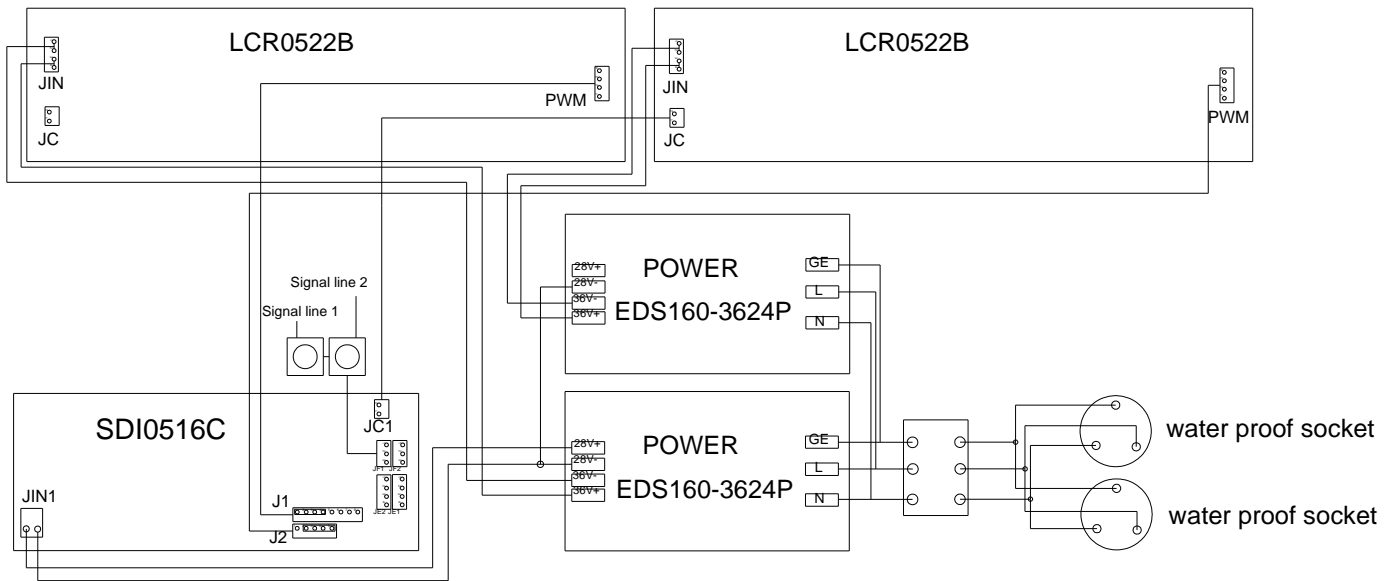 LCR0522B
JIN
JC
PWM
LCR0522B
JIN
JC
PWM
Signal line 2
Signal line 1
28V+
28V-
36V-
36V+
POWER
EDS160-3624P
GE
L
N
SDI0516C
JC1
JF1 JF2
JE2 JE1
JIN1
J1
J2
28V+
28V-
36V-
36V+
POWER
EDS160-3624P
GE
L
N
water proof socket
water proof socket